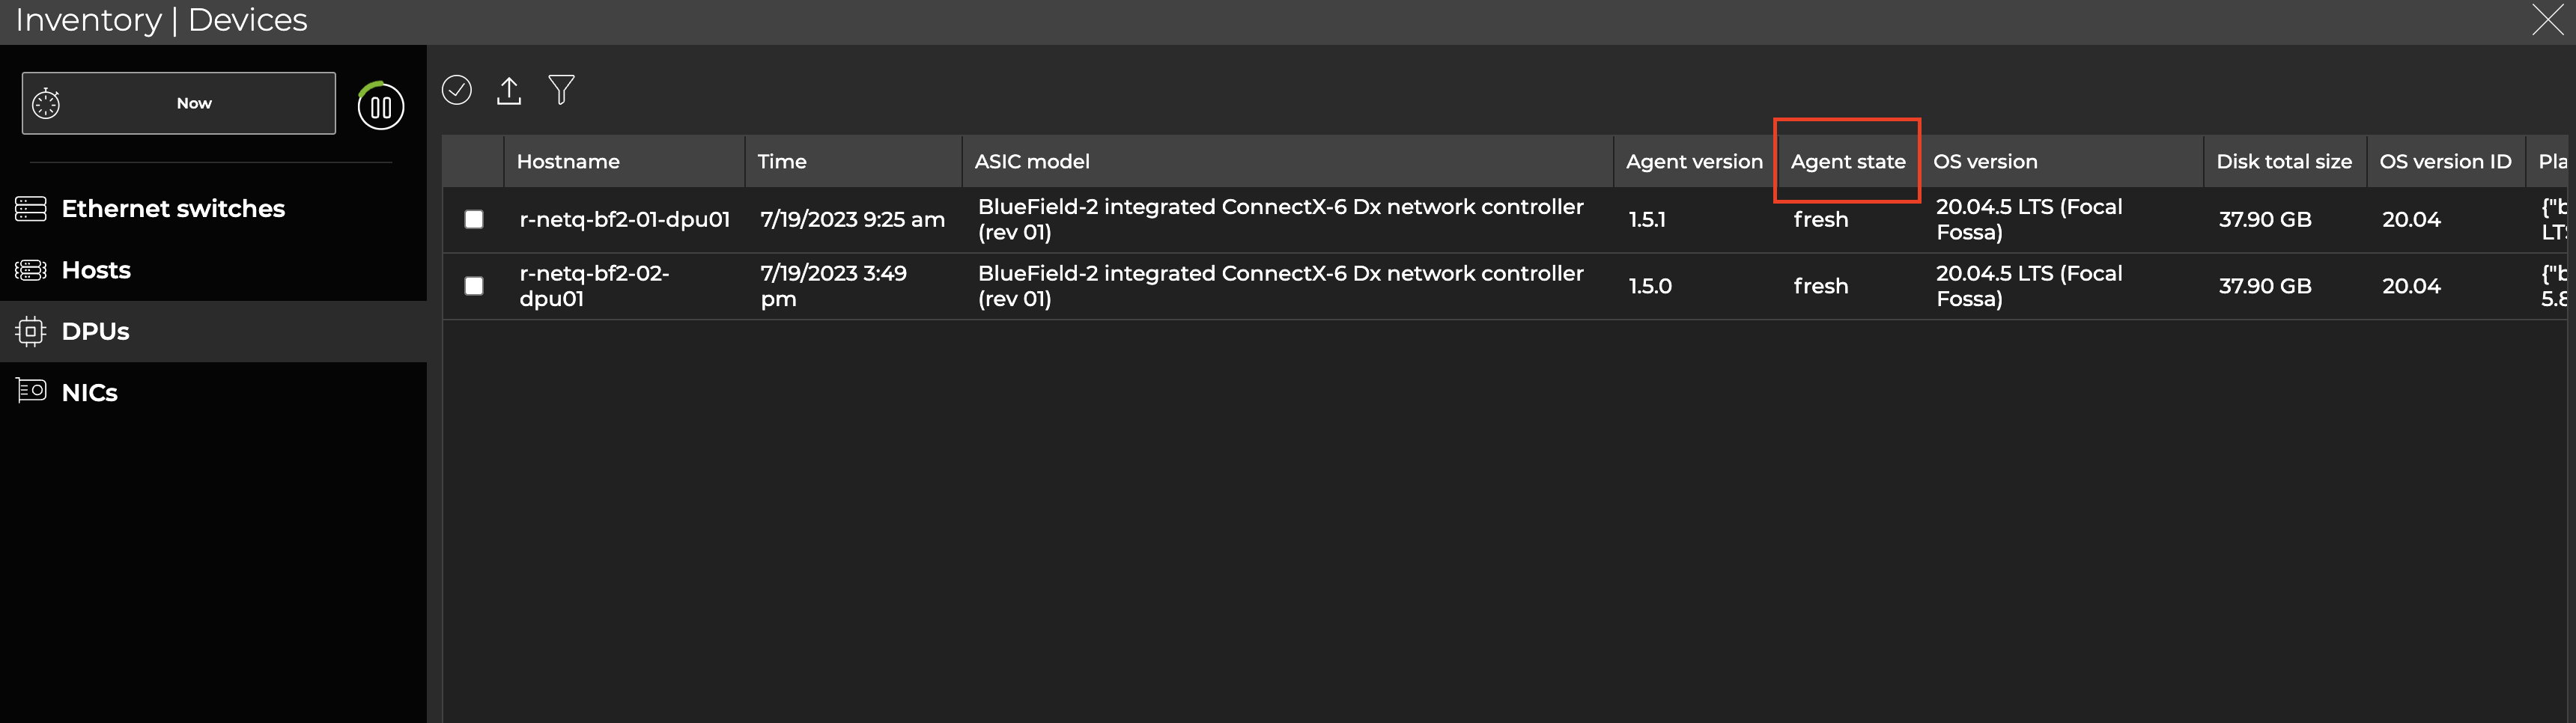 Inventory | Devices
Now
Ethernet switches
Hosts
DPUs
NICs
Hostname Time ASIC model Agent version Agent state OS version Disk total size OS version ID Pla
r-netq-bf2-01-dpu01 7/19/2023 9:25 am BlueField-2 integrated ConnectX-6 Dx network controller (rev 01) 1.5.1 fresh 20.04.5 LTS (Focal Fossa) 37.90 GB 20.04 {"b LTS
r-netq-bf2-02-dpu01 7/19/2023 3:49 pm BlueField-2 integrated ConnectX-6 Dx network controller (rev 01) 1.5.0 fresh 20.04.5 LTS (Focal Fossa) 37.90 GB 20.04 {"b 5.8